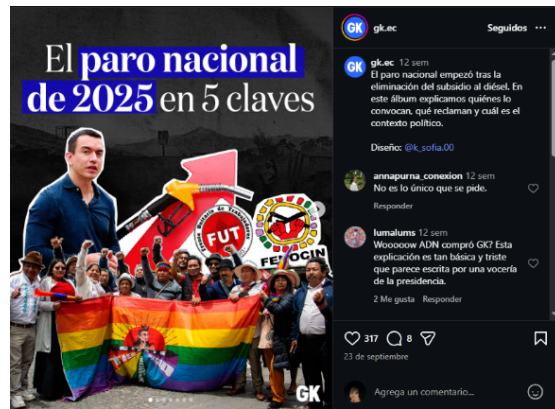 El paro nacional
de 2025 en 5 claves
FUT
FENOCIN
GK
GK
gk.ec
Seguidos
GK
gk.ec 12 sem
El paro nacional empezó tras la
eliminación del subsidio al diésel. En
este álbum explicamos quiénes lo
convocan, qué reclaman y cuál es el
contexto político.
Diseño: @k_sofia.00
annapurna_conexion 12 sem
No es lo único que se pide.
Responder
lumalums 12 sem
Wooooow ADN compró GK? Esta
explicación es tan básica y triste
que parece escrita por una vocería
de la presidencia.
2 Me gusta Responder
317 8
23 de septiembre
Agrega un comentario...